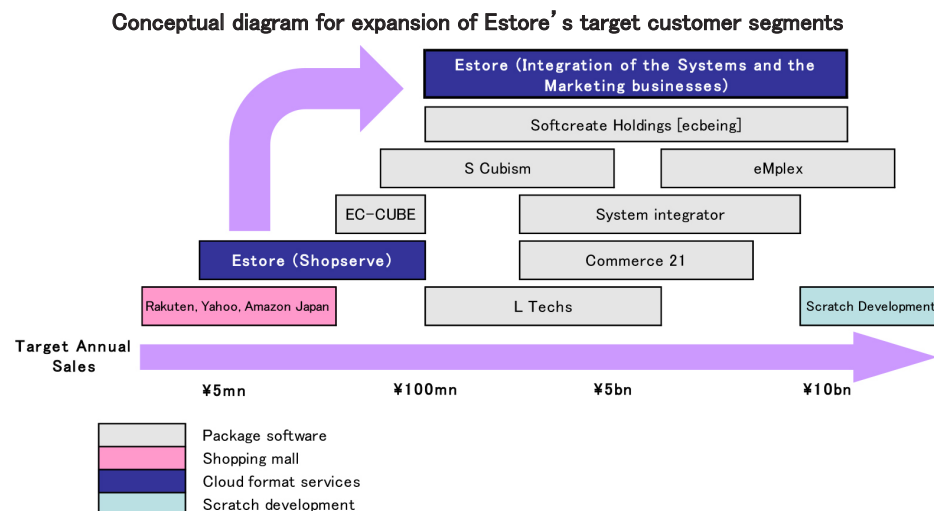 Conceptual diagram for expansion of Estore’s target customer segments
Estore (Integration of the Systems and the
Marketing businesses)
Softcreate Holdings [ecbeing]
S Cubism
eMplex
EC-CUBE
System integrator
Estore (Shopserve)
Commerce 21
Rakuten, Yahoo, Amazon Japan
L Techs
Scratch Development
Target Annual
Sales
¥5mn
¥100mn
¥5bn
¥10bn
Package software
Shopping mall
Cloud format services
Scratch development